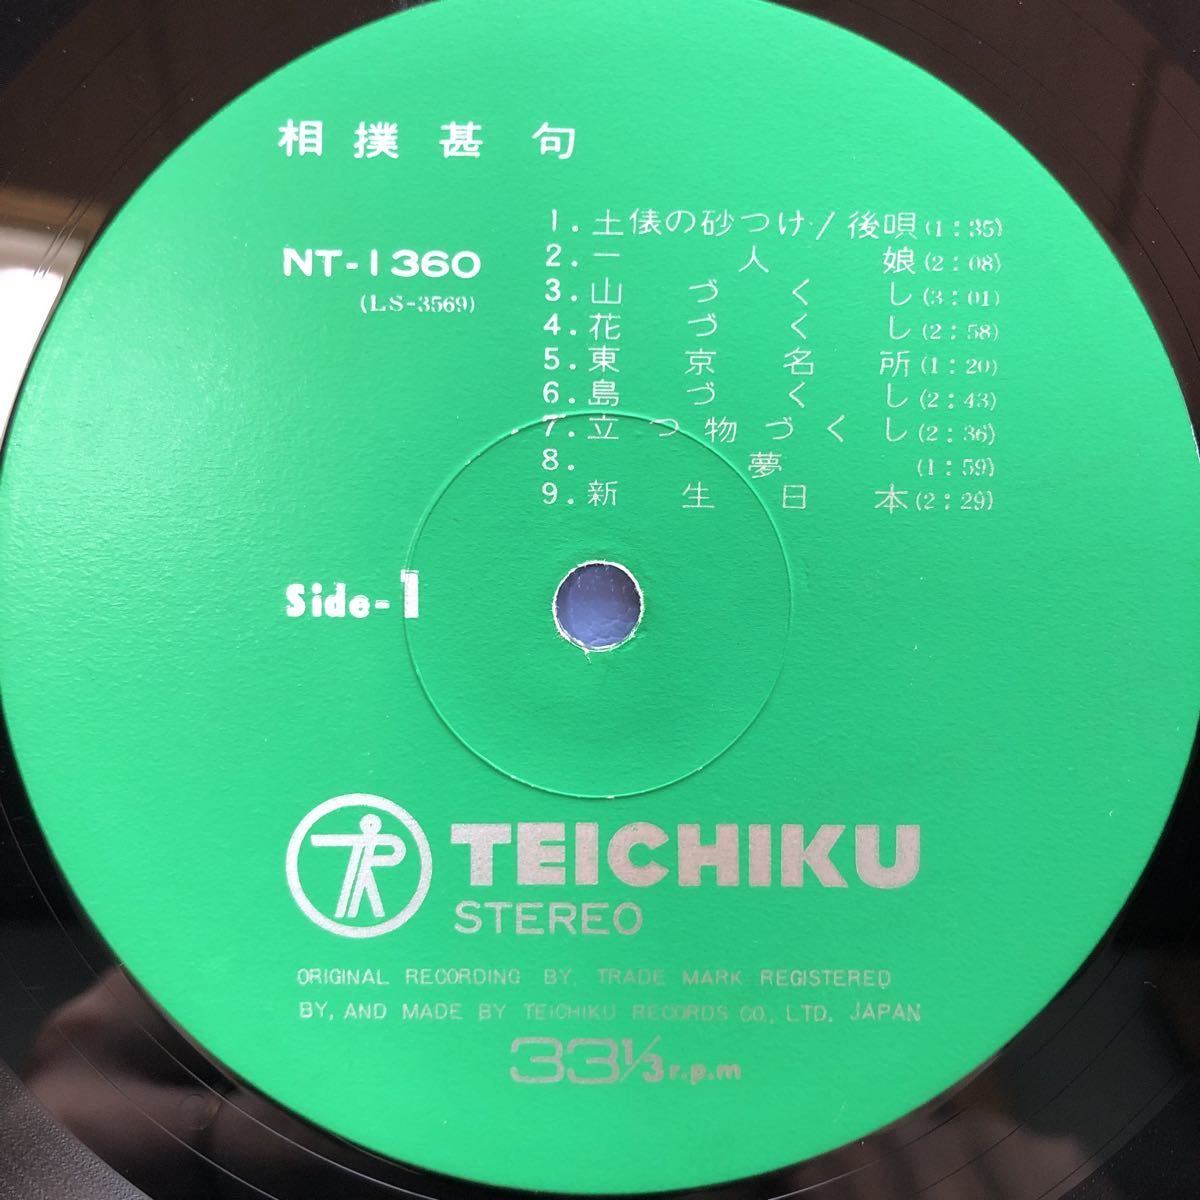 相撲甚句
NT-1360
(LS-3569)
1.土俵の砂つけ/後唄(1:35)
2.一人娘(2:08)
3.山づくし(3:01)
4.花づくし(2:58)
5.東京名所(1:20)
6.島づくし(2:43)
7.立つ物づくし(2:36)
8.夢(1:59)
9.新生日本(2:29)
Side-1
TEICHIKU
STEREO
ORIGINAL RECORDING BY, TRADE MARK REGISTERED
BY, AND MADE BY TEICHIKU RECORDS CO., LTD. JAPAN
33 1/3 r.p.m